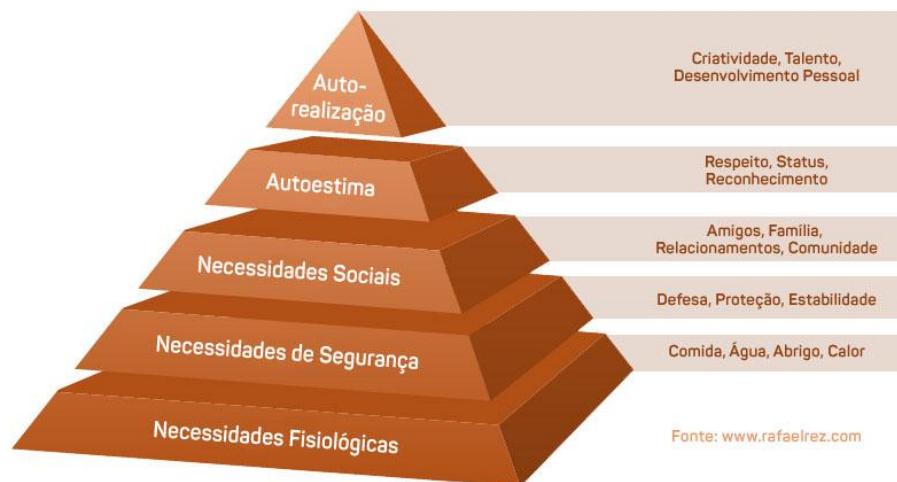 Auto-
realização
Criatividade, Talento,
Desenvolvimento Pessoal
Autoestima
Respeito, Status,
Reconhecimento
Necessidades Sociais
Amigos, Família,
Relacionamentos, Comunidade
Necessidades de Segurança
Defesa, Proteção, Estabilidade
Necessidades Fisiológicas
Comida, Água, Abrigo, Calor
Fonte: www.rafaelrez.com